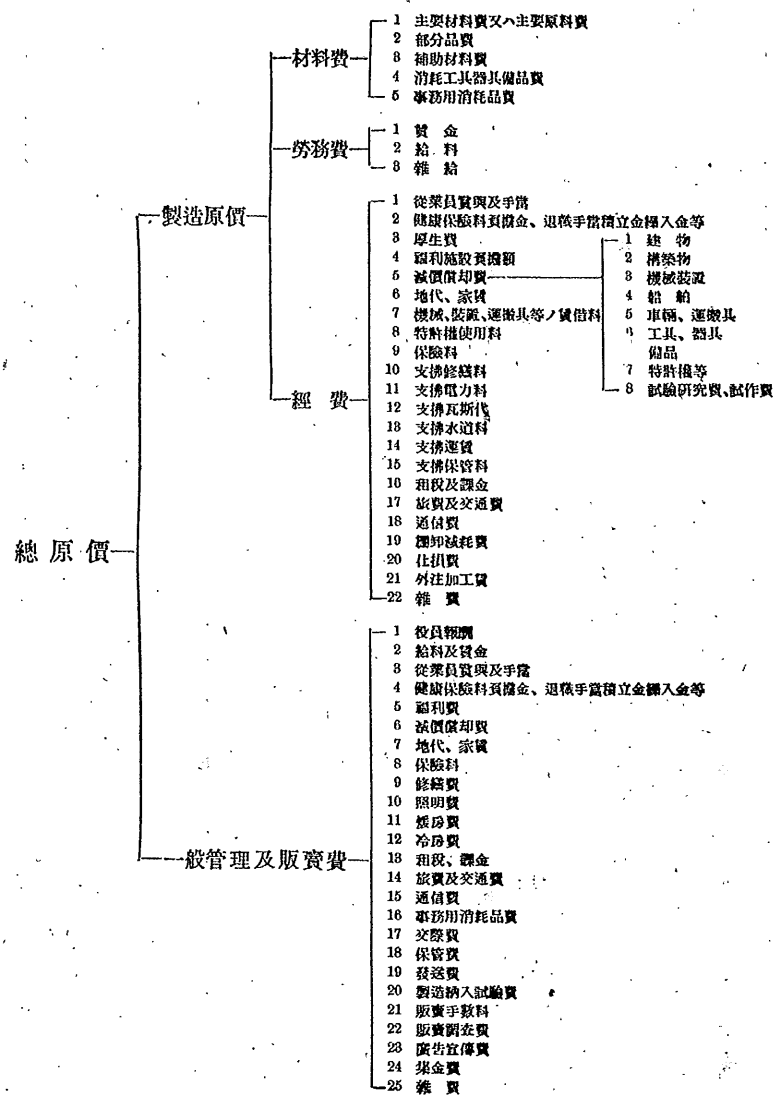 總原價
製造原價
材料費
1 主要材料費又ハ主要原料費
2 部分品費
3 補助材料費
4 消耗工具器具備品費
5 事務用消耗品費
勞務費
1 賃金
2 給料
3 雜給
經費
1 從業員賞與及手當
2 健康保險料負擔金、退職手當積立金繰入金等
3 厚生費
4 福利施設負擔額
5 減價償却費
1 建物
2 構築物
3 機械裝置
4 船舶
5 車輛、運搬具
6 工具、器具
備品
7 特許權等
8 試驗硏究費、試作費
6 地代、家賃
7 機械、裝置、運搬具等ノ賃借料
8 特許權使用料
9 保險料
10 支拂修繕料
11 支拂電力料
12 支拂瓦斯代
13 支拂水道料
14 支拂運賃
15 支拂保管料
16 租稅及課金
17 旅費及交通費
18 通信費
19 棚卸減耗費
20 仕損費
21 外注加工賃
22 雜費
一般管理及販賣費
1 役員報酬
2 給料及賃金
3 從業員賞與及手當
4 健康保險料負擔金、退職手當積立金繰入金等
5 福利費
6 減價償却費
7 地代、家賃
8 保險料
9 修繕費
10 照明費
11 煖房費
12 冷房費
13 租稅、課金
14 旅費及交通費
15 通信費
16 事務用消耗品費
17 交際費
18 保管費
19 發送費
20 製造納入試驗費
21 販賣手數料
22 販賣調査費
23 廣告宣傳費
24 集金費
25 雜費